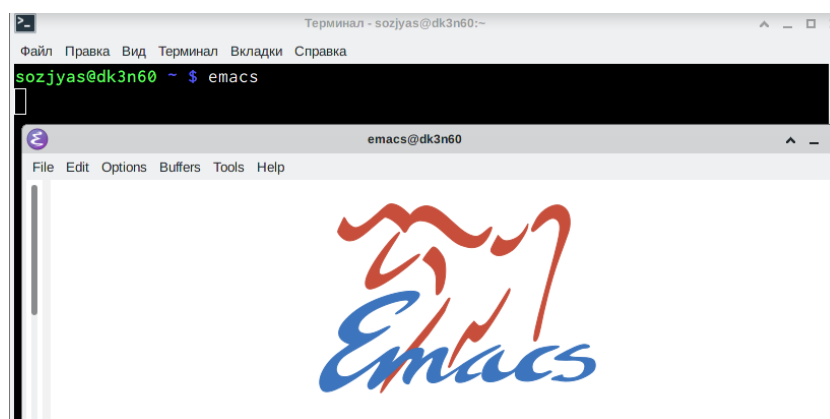 Терминал - sozjyas@dk3n60:~
Файл Правка Вид Терминал Вкладки Справка
sozjyas@dk3n60 ~ $ emacs
emacs@dk3n60
File Edit Options Buffers Tools Help
Emacs